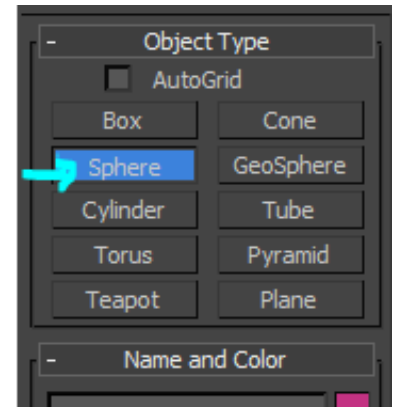 - Object Type
AutoGrid
Box Cone
Sphere GeoSphere
Cylinder Tube
Torus Pyramid
Teapot Plane
- Name and Color